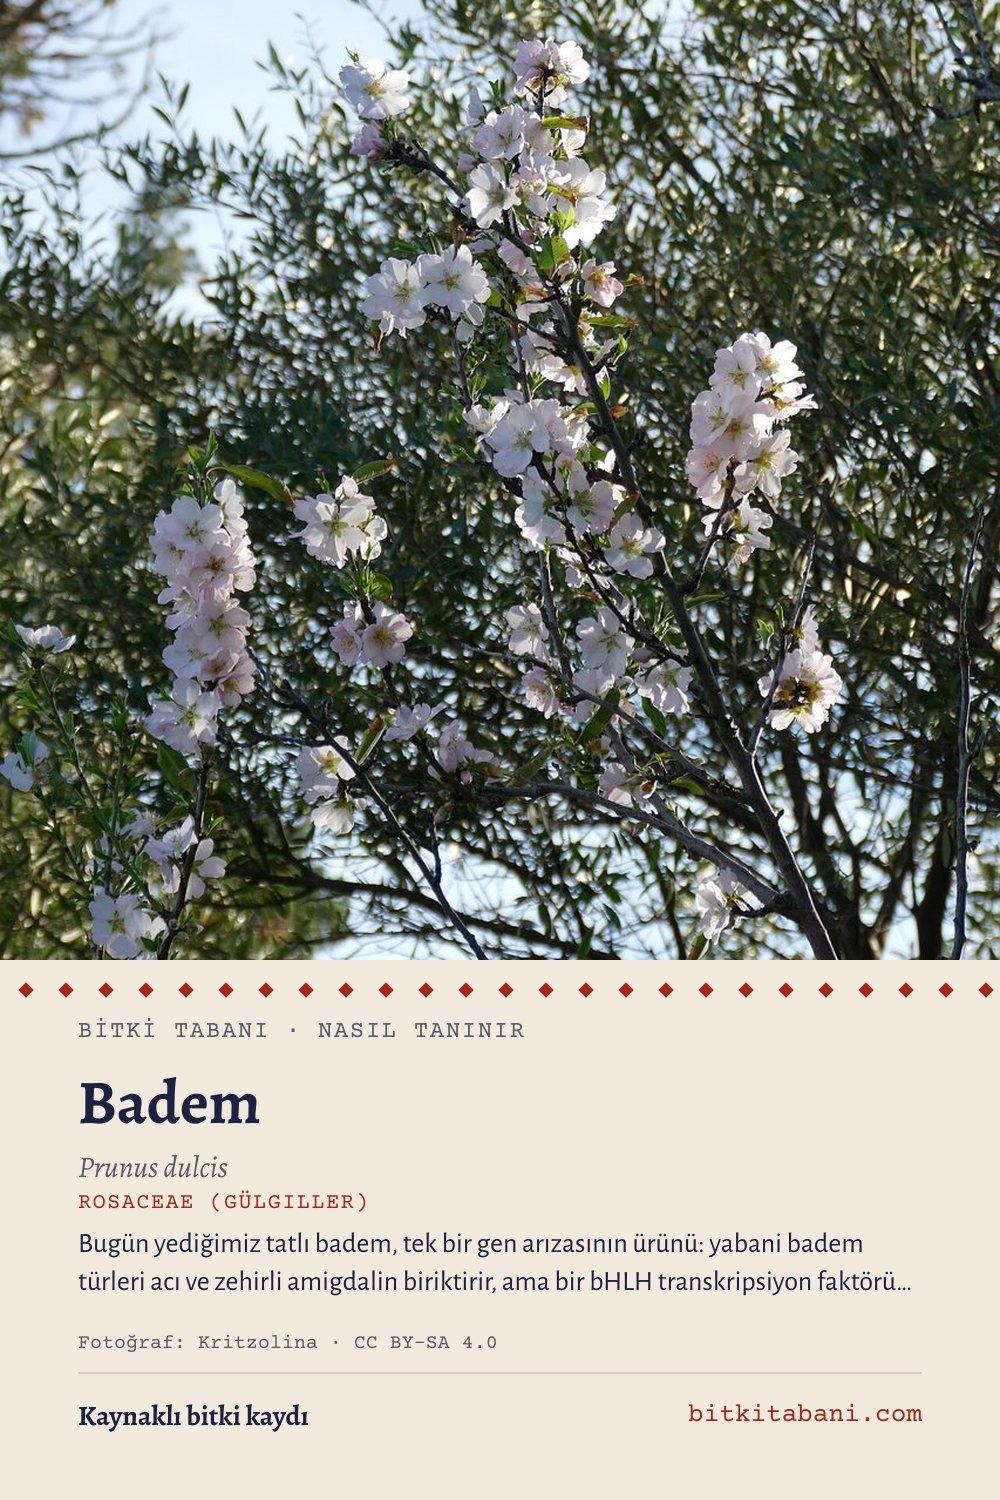 BİTKİ TABANI · NASIL TANINIR
Badem
Prunus dulcis
ROSACEAE (GÜLGILLER)
Bugün yediğimiz tatlı badem, tek bir gen arızasının ürünü: yabani badem
türleri acı ve zehirli amigdalin biriktirir, ama bir bHLH transkripsiyon faktörü…
Fotoğraf: Kritzolina · CC BY-SA 4.0
Kaynaklı bitki kaydı
bitkitabani.com